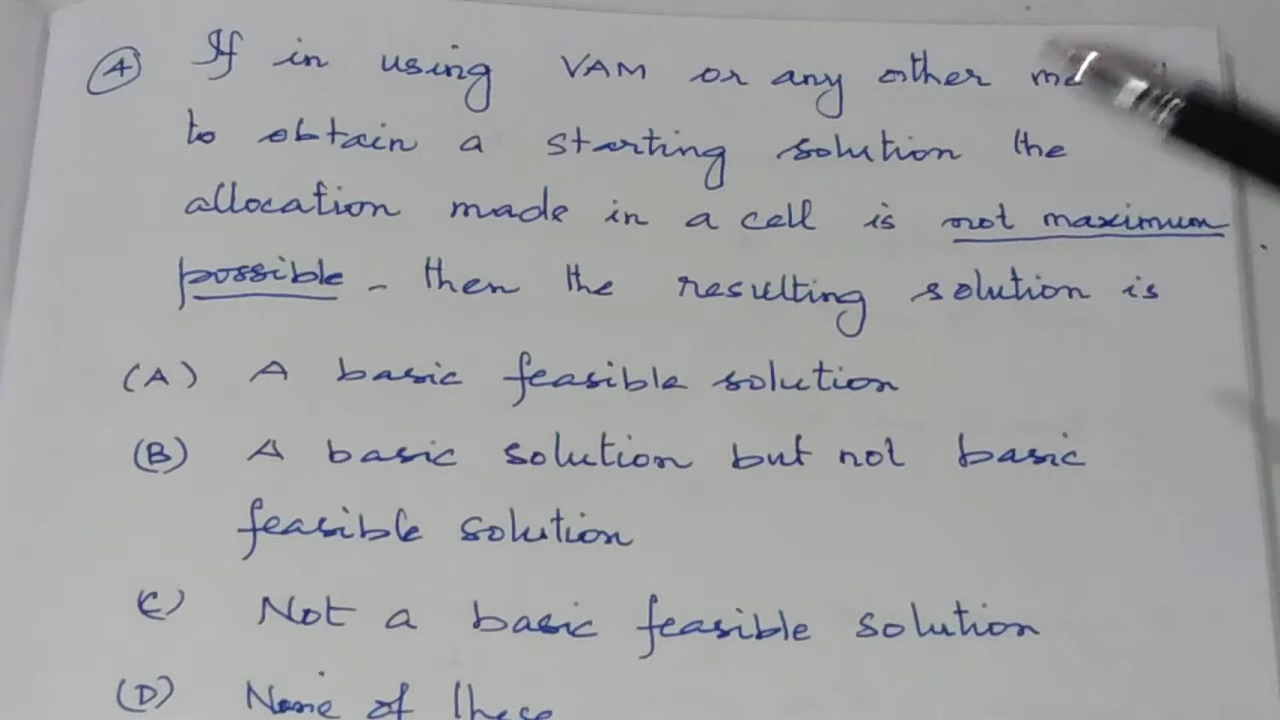 (4) If in using VAM or any other
to obtain a starting solution the
allocation made in a cell is not maximum
possible - then the resulting solution is
(A) A basic feasible solution
(B) A basic solution but not basic
feasible solution
(C) Not a basic feasible solution
(D) None of these